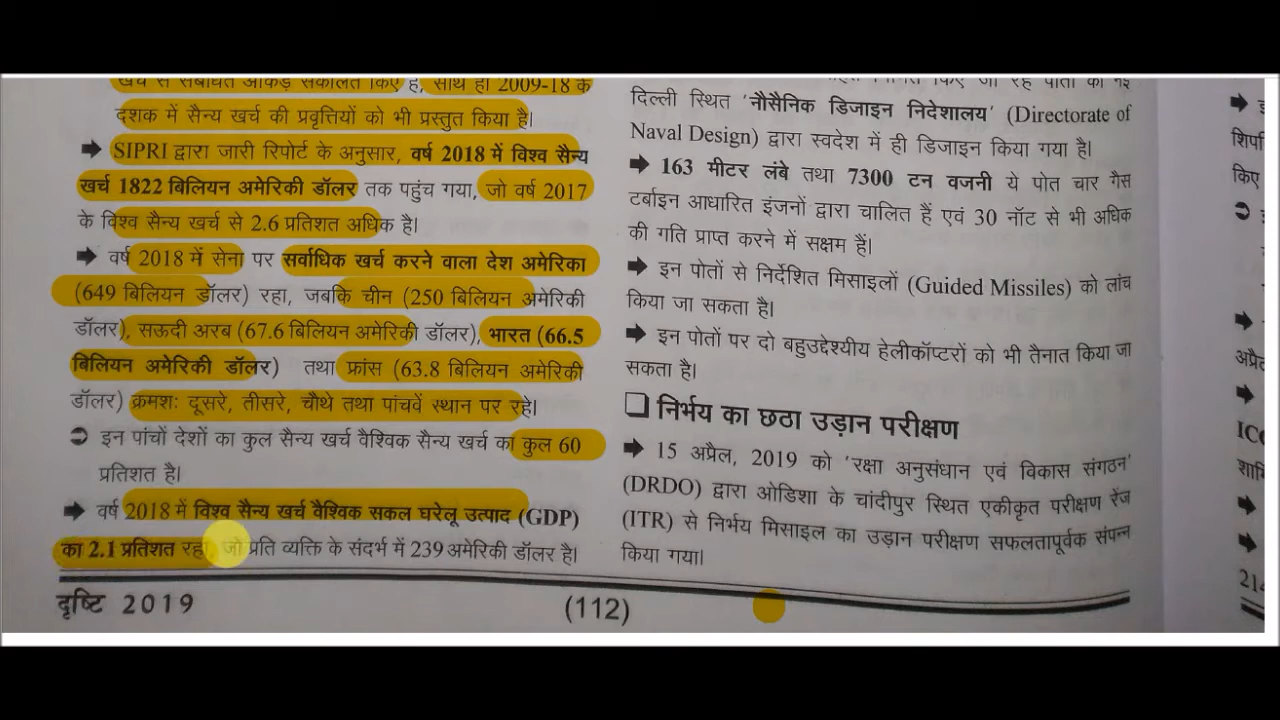 खर्च से संबंधित आंकड़े संकलित किए हैं, साथ ही 2009-18 के
दशक में सैन्य खर्च की प्रवृत्तियों को भी प्रस्तुत किया है।
➡ SIPRI द्वारा जारी रिपोर्ट के अनुसार, वर्ष 2018 में विश्व सैन्य
खर्च 1822 बिलियन अमेरिकी डॉलर तक पहुंच गया, जो वर्ष 2017
के विश्व सैन्य खर्च से 2.6 प्रतिशत अधिक है।
➡ वर्ष 2018 में सेना पर सर्वाधिक खर्च करने वाला देश अमेरिका
(649 बिलियन डॉलर) रहा, जबकि चीन (250 बिलियन अमेरिकी
डॉलर), सऊदी अरब (67.6 बिलियन अमेरिकी डॉलर), भारत (66.5
बिलियन अमेरिकी डॉलर) तथा फ्रांस (63.8 बिलियन अमेरिकी
डॉलर) क्रमशः दूसरे, तीसरे, चौथे तथा पांचवें स्थान पर रहे।
➲ इन पांचों देशों का कुल सैन्य खर्च वैश्विक सैन्य खर्च का कुल 60
प्रतिशत है।
➡ वर्ष 2018 में विश्व सैन्य खर्च वैश्विक सकल घरेलू उत्पाद (GDP)
का 2.1 प्रतिशत रहा, जो प्रति व्यक्ति के संदर्भ में 239 अमेरिकी डॉलर है।
किए जा रहे पोतों को नई
दिल्ली स्थित 'नौसैनिक डिजाइन निदेशालय' (Directorate of
Naval Design) द्वारा स्वदेश में ही डिजाइन किया गया है।
➡ 163 मीटर लंबे तथा 7300 टन वजनी ये पोत चार गैस
टर्बाइन आधारित इंजनों द्वारा चालित हैं एवं 30 नॉट से भी अधिक
की गति प्राप्त करने में सक्षम हैं।
➡ इन पोतों से निर्देशित मिसाइलों (Guided Missiles) को लांच
किया जा सकता है।
➡ इन पोतों पर दो बहुउद्देश्यीय हेलीकॉप्टरों को भी तैनात किया जा
सकता है।
❑ निर्भय का छठा उड़ान परीक्षण
➡ 15 अप्रैल, 2019 को 'रक्षा अनुसंधान एवं विकास संगठन'
(DRDO) द्वारा ओडिशा के चांदीपुर स्थित एकीकृत परीक्षण रेंज
(ITR) से निर्भय मिसाइल का उड़ान परीक्षण सफलतापूर्वक संपन्न
किया गया।
दृष्टि 2019
(112)